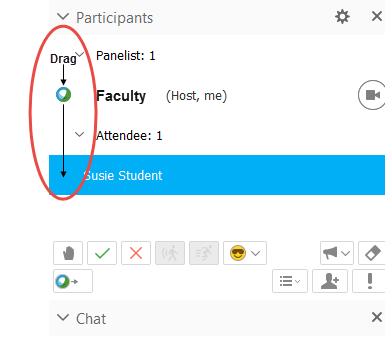 Participants
Drag
Panelist: 1
Faculty (Host, me)
Attendee: 1
Susie Student
Chat